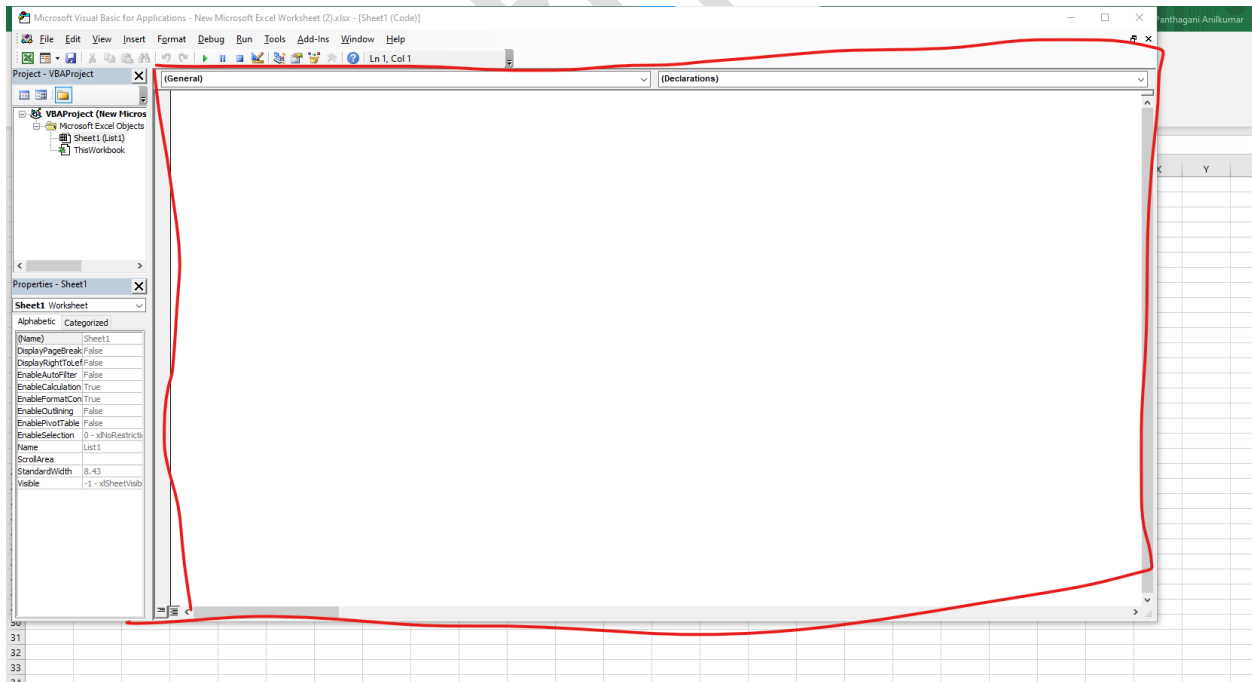 Microsoft Visual Basic for Applications - New Microsoft Excel Worksheet (2).xlsx - [Sheet1 (Code)]
Panthagani Anilkumar
File Edit View Insert Format Debug Run Tools Add-Ins Window Help
Ln 1, Col 1
Project - VBAProject
(General) (Declarations)
VBAProject (New Micros
Microsoft Excel Objects
Sheet1 (List1)
ThisWorkbook
X Y
Properties - Sheet1
Sheet1 Worksheet
Alphabetic Categorized
(Name) Sheet1
DisplayPageBreak False
DisplayRightToLef False
EnableAutoFilter False
EnableCalculation True
EnableFormatCon True
EnableOutlining False
EnablePivotTable False
EnableSelection 0 - xlNoRestricti
Name List1
ScrollArea
StandardWidth 8.43
Visible -1 - xlSheetVisib
30
31
32
33